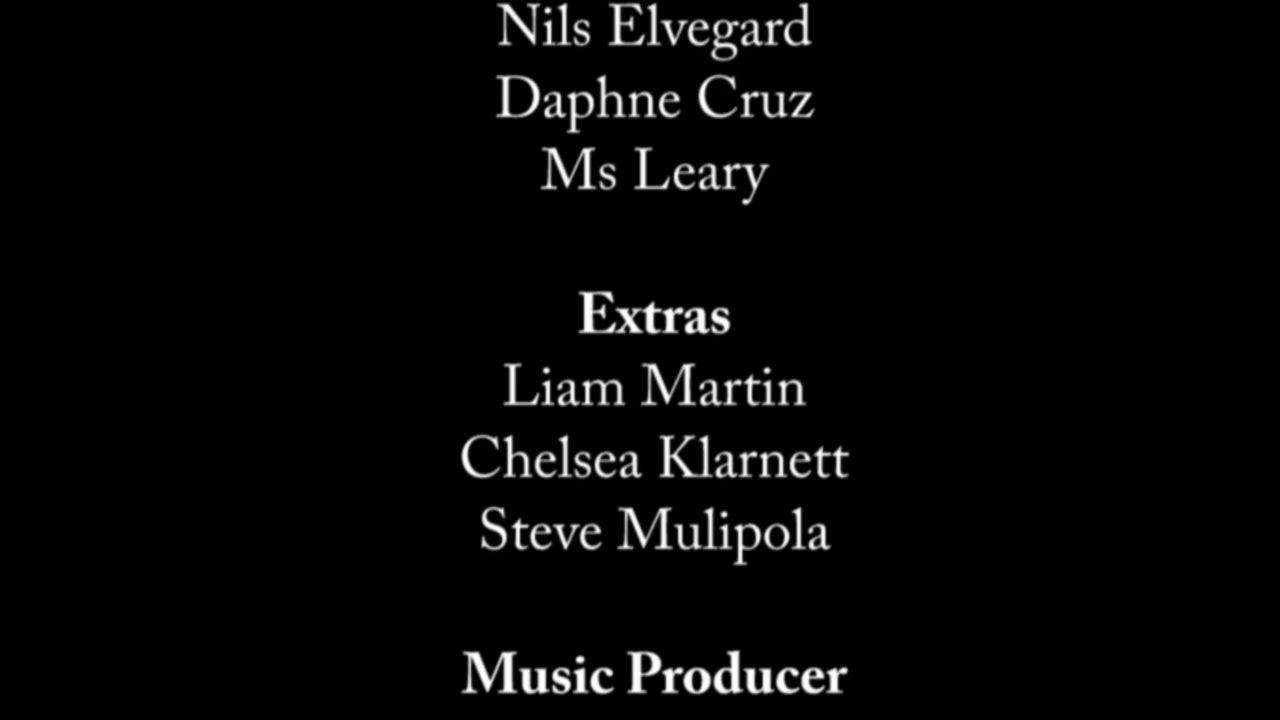 Nils Elvegard
Daphne Cruz
Ms Leary
Extras
Liam Martin
Chelsea Klarnett
Steve Mulipola
Music Producer